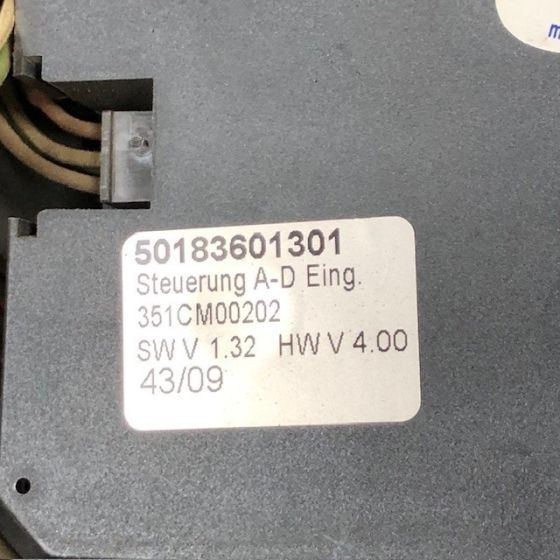 50183601301
Steuerung A-D Eing.
351CM00202
SW V 1.32 HW V 4.00
43/09